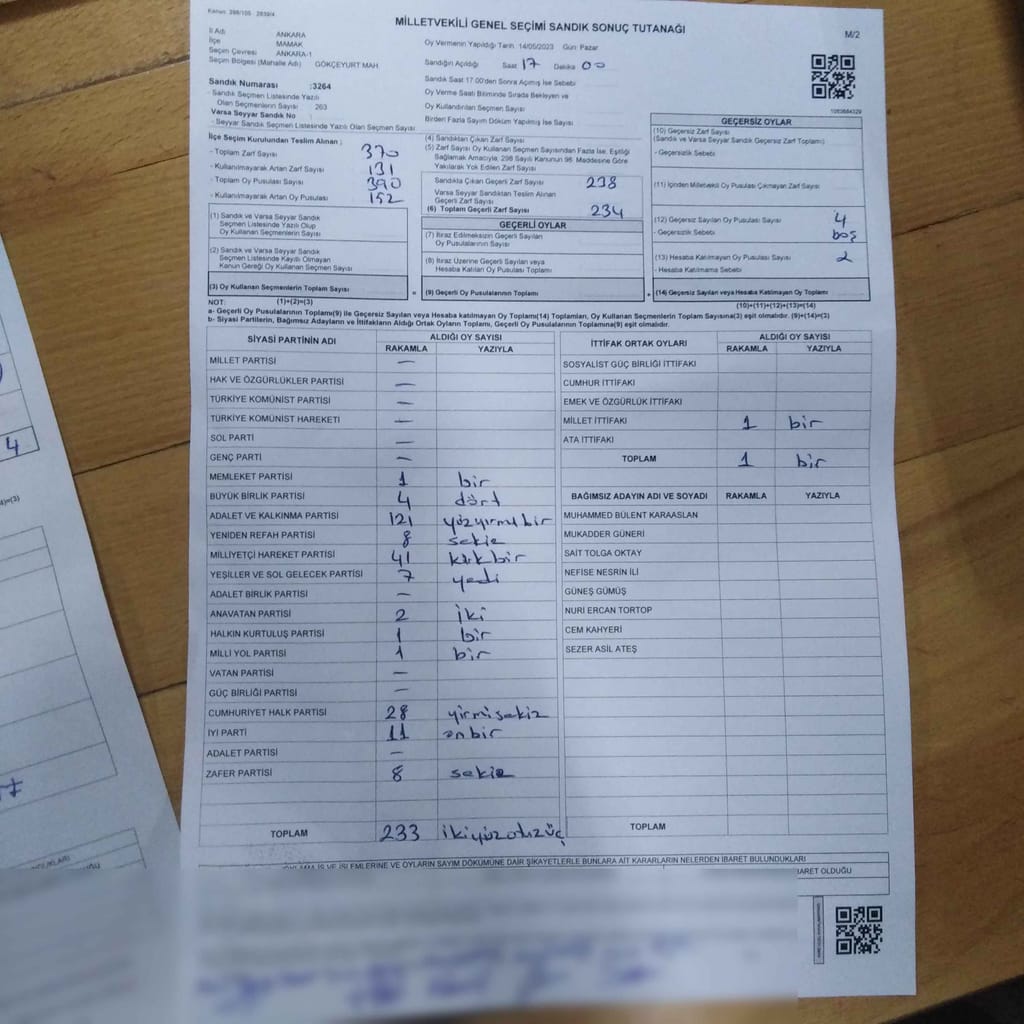 Kanun: 298/105 2839/4
MİLLETVEKİLİ GENEL SEÇİMİ SANDIK SONUÇ TUTANAĞI
M/2
İl Adı ANKARA
İlçe MAMAK
Seçim Çevresi ANKARA-1
Seçim Bölgesi (Mahalle Adı) GÖKÇEYURT MAH
Sandık Numarası :3264
- Sandık Seçmen Listesinde Yazılı
Olan Seçmenlerin Sayısı 263
Varsa Seyyar Sandık No
- Seyyar Sandık Seçmen Listesinde Yazılı Olan Seçmen Sayısı
Oy Vermenin Yapıldığı Tarih: 14/05/2023 Gün: Pazar
Sandığın Açıldığı Saat 17 Dakika 00
Sandık Saat 17.00'den Sonra Açımış İse Sebebi
Oy Verme Saati Bitiminde Sırada Bekleyen ve
Oy Kullandırılan Seçmen Sayısı
Birden Fazla Sayım Döküm Yapılmış İse Sayısı
İlçe Seçim Kurulundan Teslim Alınan ;
- Toplam Zarf Sayısı 370
- Kullanılmayarak Artan Zarf Sayısı 131
- Toplam Oy Pusulası Sayısı 390
- Kullanılmayarak Artan Oy Pusulası 152
(1) Sandık ve Varsa Seyyar Sandık
Seçmen Listesinde Yazılı Olup
Oy Kullanan Seçmenlerin Sayısı
(2) Sandık ve Varsa Seyyar Sandık
Seçmen Listesinde Kayıtlı Olmayan
Kanun Gereği Oy Kullanan Seçmen Sayısı
(3) Oy Kullanan Seçmenlerin Toplam Sayısı
(4) Sandıktan Çıkan Zarf Sayısı
(5) Zarf Sayısı Oy Kullanan Seçmen Sayısından Fazla İse, Eşitliği
Sağlamak Amacıyla, 298 Sayılı Kanunun 98. Maddesine Göre
Yakılarak Yok Edilen Zarf Sayısı
Sandıkta Çıkan Geçerli Zarf Sayısı 238
Varsa Seyyar Sandıktan Teslim Alınan
Geçerli Zarf Sayısı
(6) Toplam Geçerli Zarf Sayısı 234
GEÇERLİ OYLAR
(7) İtiraz Edilmeksizin Geçerli Sayılan
Oy Pusulalarının Sayısı
(8) İtiraz Üzerine Geçerli Sayılan veya
Hesaba Katılan Oy Pusulası Toplamı
= (9) Geçerli Oy Pusulalarının Toplamı
1083684329
GEÇERSİZ OYLAR
(10) Geçersiz Zarf Sayısı
(Sandık ve Varsa Seyyar Sandık Geçersiz Zarf Toplamı)
- Geçersizlik Sebebi
(11) İçinden Milletvekili Oy Pusulası Çıkmayan Zarf Sayısı
(12) Geçersiz Sayılan Oy Pusulası Sayısı 4
- Geçersizlik Sebebi boş
(13) Hesaba Katılmayan Oy Pusulası Sayısı 2
- Hesaba Katılmama Sebebi
+ (14) Geçersiz Sayılan veya Hesaba Katılmayan Oy Toplamı
NOT: (1)+(2)=(3)
(10)+(11)+(12)+(13)=(14)
a- Geçerli Oy Pusulalarının Toplamı(9) ile Geçersiz Sayılan veya Hesaba katılmayan Oy Toplamı(14) Toplamları, Oy Kullanan Seçmenlerin Toplam Sayısına(3) eşit olmalıdır. (9)+(14)=(3)
b- Siyasi Partilerin, Bağımsız Adayların ve İttifakların Aldığı Ortak Oyların Toplamı, Geçerli Oy Pusulalarının Toplamına(9) eşit olmalıdır.
SİYASİ PARTİNİN ADI ALDIĞI OY SAYISI
RAKAMLA YAZIYLA
MİLLET PARTİSİ —
HAK VE ÖZGÜRLÜKLER PARTİSİ —
TÜRKİYE KOMÜNİST PARTİSİ —
TÜRKİYE KOMÜNİST HAREKETİ —
SOL PARTİ —
GENÇ PARTİ —
MEMLEKET PARTİSİ 1 bir
BÜYÜK BİRLİK PARTİSİ 4 dört
ADALET VE KALKINMA PARTİSİ 121 yüzyirmi bir
YENİDEN REFAH PARTİSİ 8 sekiz
MİLLİYETÇİ HAREKET PARTİSİ 41 kırk bir
YEŞİLLER VE SOL GELECEK PARTİSİ 7 yedi
ADALET BİRLİK PARTİSİ —
ANAVATAN PARTİSİ 2 iki
HALKIN KURTULUŞ PARTİSİ 1 bir
MİLLİ YOL PARTİSİ 1 bir
VATAN PARTİSİ —
GÜÇ BİRLİĞİ PARTİSİ —
CUMHURİYET HALK PARTİSİ 28 yirmisekiz
İYİ PARTİ 11 onbir
ADALET PARTİSİ —
ZAFER PARTİSİ 8 sekiz
TOPLAM 233 ikiyüzotuzüç
İTTİFAK ORTAK OYLARI ALDIĞI OY SAYISI
RAKAMLA YAZIYLA
SOSYALİST GÜÇ BİRLİĞİ İTTİFAKI
CUMHUR İTTİFAKI
EMEK VE ÖZGÜRLÜK İTTİFAKI
MİLLET İTTİFAKI 1 bir
ATA İTTİFAKI
TOPLAM 1 bir
BAĞIMSIZ ADAYIN ADI VE SOYADI RAKAMLA YAZIYLA
MUHAMMED BÜLENT KARAASLAN
MUKADDER GÜNERİ
SAİT TOLGA OKTAY
NEFİSE NESRİN İLİ
GÜNEŞ GÜMÜŞ
NURİ ERCAN TORTOP
CEM KAHYERİ
SEZER ASİL ATEŞ
TOPLAM
İŞ VE İŞLEMLERİNE VE OYLARIN SAYIM DÖKÜMÜNE DAİR ŞİKAYETLERLE BUNLARA AİT KARARLARIN NELERDEN İBARET BULUNDUKLARI
İBARET OLDUĞU
4